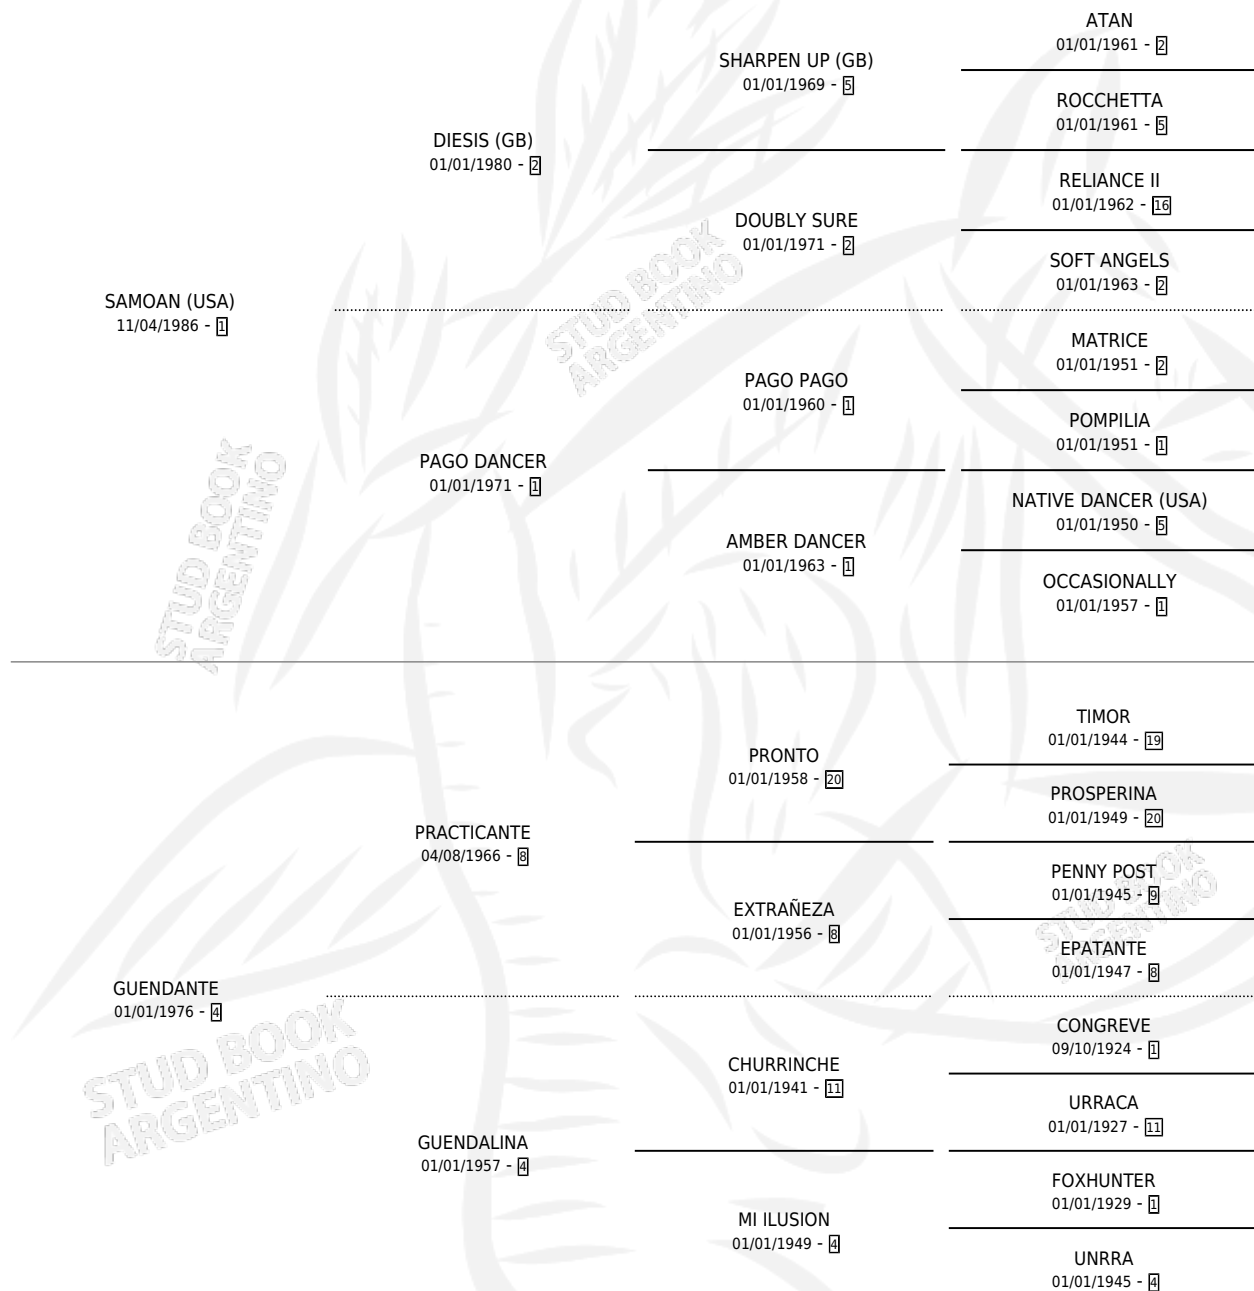 SAMOAN (USA)
11/04/1986 - 1
DIESIS (GB)
01/01/1980 - 2
PAGO DANCER
01/01/1971 - 1
SHARPEN UP (GB)
01/01/1969 - 5
DOUBLY SURE
01/01/1971 - 2
PAGO PAGO
01/01/1960 - 1
AMBER DANCER
01/01/1963 - 1
ATAN
01/01/1961 - 2
ROCCHETTA
01/01/1961 - 5
RELIANCE II
01/01/1962 - 16
SOFT ANGELS
01/01/1963 - 2
MATRICE
01/01/1951 - 2
POMPILIA
01/01/1951 - 1
NATIVE DANCER (USA)
01/01/1950 - 5
OCCASIONALLY
01/01/1957 - 1
GUENDANTE
01/01/1976 - 4
PRACTICANTE
04/08/1966 - 8
GUENDALINA
01/01/1957 - 4
PRONTO
01/01/1958 - 20
EXTRAÑEZA
01/01/1956 - 8
CHURRINCHE
01/01/1941 - 11
MI ILUSION
01/01/1949 - 4
TIMOR
01/01/1944 - 19
PROSPERINA
01/01/1949 - 20
PENNY POST
01/01/1945 - 9
EPATANTE
01/01/1947 - 8
CONGREVE
09/10/1924 - 1
URRACA
01/01/1927 - 11
FOXHUNTER
01/01/1929 - 1
UNRRA
01/01/1945 - 4
STUD BOOK
ARGENTINO
STUD BOOK
ARGENTINO
STUD BOOK
ARGENTINO
STUD BOOK
ARGENTINO